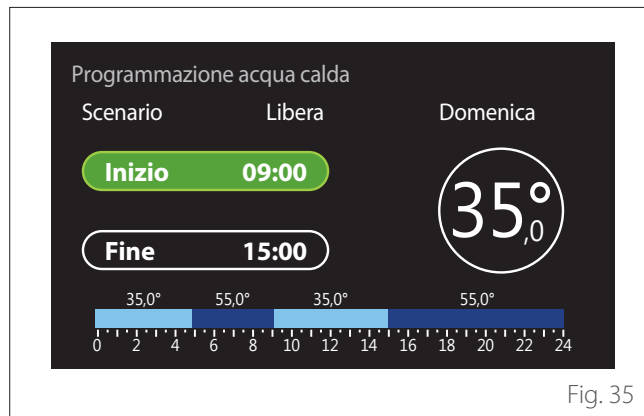 Programmazione acqua calda
Scenario Libera Domenica
Inizio 09:00
35,0°
Fine 15:00
35,0° 55,0° 35,0° 55,0°
0 2 4 6 8 10 12 14 16 18 20 22 24
Fig. 35